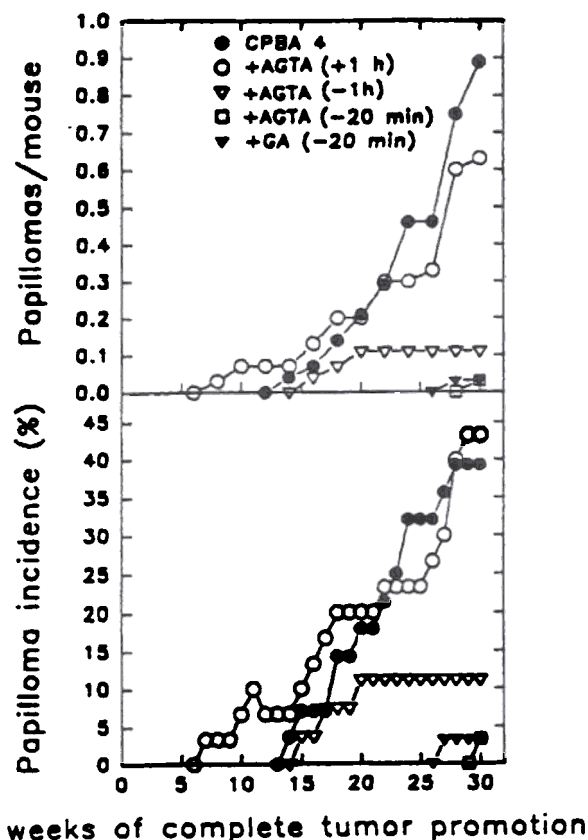 1.0
0.9
0.8
0.7
0.6
0.5
0.4
0.3
0.2
0.1
0.0
Papillomas/mouse
CPBA 4
+AGTA (+1 h)
+AGTA (−1h)
+AGTA (−20 min)
+GA (−20 min)
45
40
35
30
25
20
15
10
5
0
Papilloma incidence (%)
0 5 10 15 20 25 30
weeks of complete tumor promotion